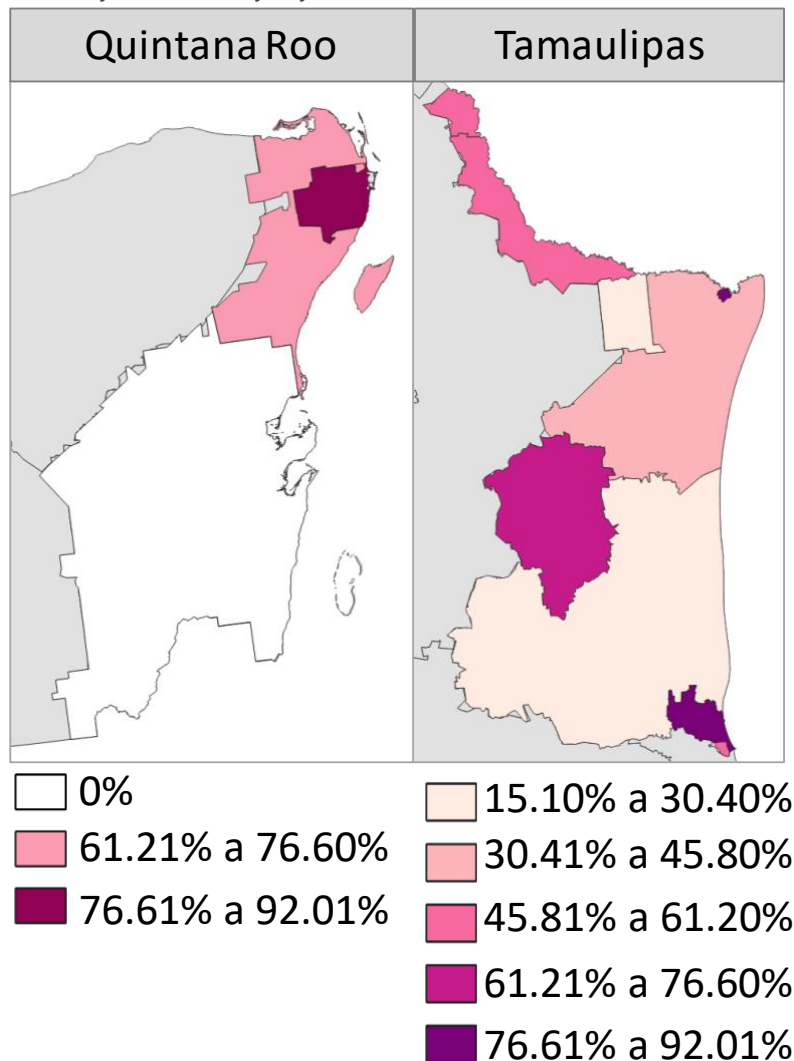 Quintana Roo
Tamaulipas
0%
61.21% a 76.60%
76.61% a 92.01%
15.10% a 30.40%
30.41% a 45.80%
45.81% a 61.20%
61.21% a 76.60%
76.61% a 92.01%